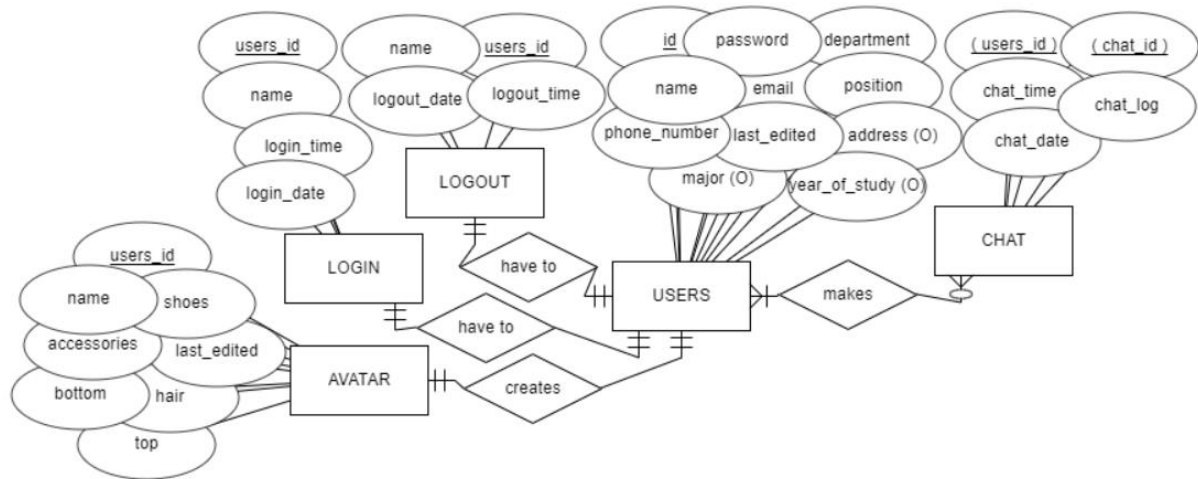 users_id
name
login_time
login_date
LOGIN
name
users_id
logout_date
logout_time
LOGOUT
have to
have to
id
password
department
name
email
position
phone_number
last_edited
address (O)
major (O)
year_of_study (O)
USERS
makes
( users_id )
( chat_id )
chat_time
chat_log
chat_date
CHAT
users_id
name
shoes
accessories
last_edited
bottom
hair
top
AVATAR
creates